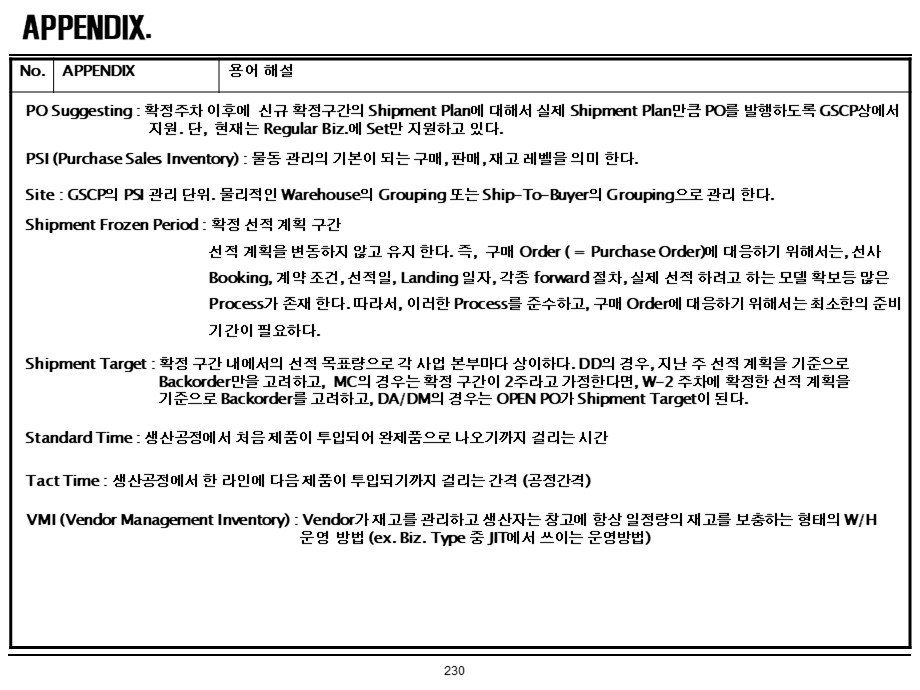 APPENDIX.
No. APPENDIX 용어 해설
PO Suggesting : 확정주차 이후에 신규 확정구간의 Shipment Plan에 대해서 실제 Shipment Plan만큼 PO를 발행하도록 GSCP상에서
지원. 단, 현재는 Regular Biz.에 Set만 지원하고 있다.
PSI (Purchase Sales Inventory) : 물동 관리의 기본이 되는 구매, 판매, 재고 레벨을 의미 한다.
Site : GSCP의 PSI 관리 단위. 물리적인 Warehouse의 Grouping 또는 Ship-To-Buyer의 Grouping으로 관리 한다.
Shipment Frozen Period : 확정 선적 계획 구간
선적 계획을 변동하지 않고 유지 한다. 즉, 구매 Order ( = Purchase Order)에 대응하기 위해서는, 선사
Booking, 계약 조건, 선적일, Landing 일자, 각종 forward 절차, 실제 선적 하려고 하는 모델 확보등 많은
Process가 존재 한다. 따라서, 이러한 Process를 준수하고, 구매 Order에 대응하기 위해서는 최소한의 준비
기간이 필요하다.
Shipment Target : 확정 구간 내에서의 선적 목표량으로 각 사업 본부마다 상이하다. DD의 경우, 지난 주 선적 계획을 기준으로
Backorder만을 고려하고, MC의 경우는 확정 구간이 2주라고 가정한다면, W-2 주차에 확정한 선적 계획을
기준으로 Backorder를 고려하고, DA/DM의 경우는 OPEN PO가 Shipment Target이 된다.
Standard Time : 생산공정에서 처음 제품이 투입되어 완제품으로 나오기까지 걸리는 시간
Tact Time : 생산공정에서 한 라인에 다음 제품이 투입되기까지 걸리는 간격 (공정간격)
VMI (Vendor Management Inventory) : Vendor가 재고를 관리하고 생산자는 창고에 항상 일정량의 재고를 보충하는 형태의 W/H
운영 방법 (ex. Biz. Type 중 JIT에서 쓰이는 운영방법)
230